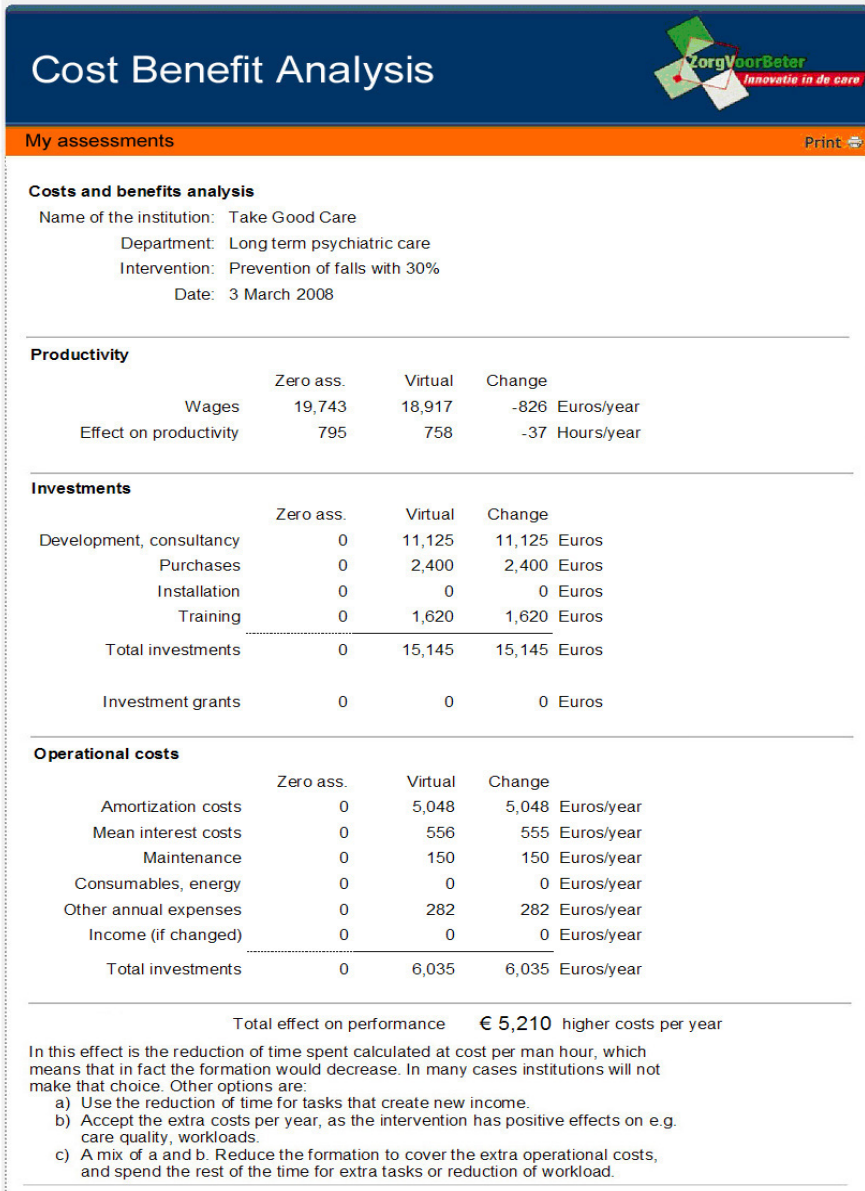 Cost Benefit Analysis
ZorgVoorBeter
Innovatie in de care
My assessments Print
Costs and benefits analysis
Name of the institution: Take Good Care
Department: Long term psychiatric care
Intervention: Prevention of falls with 30%
Date: 3 March 2008
Productivity
Zero ass. Virtual Change
Wages 19,743 18,917 -826 Euros/year
Effect on productivity 795 758 -37 Hours/year
Investments
Zero ass. Virtual Change
Development, consultancy 0 11,125 11,125 Euros
Purchases 0 2,400 2,400 Euros
Installation 0 0 0 Euros
Training 0 1,620 1,620 Euros
Total investments 0 15,145 15,145 Euros
Investment grants 0 0 0 Euros
Operational costs
Zero ass. Virtual Change
Amortization costs 0 5,048 5,048 Euros/year
Mean interest costs 0 556 555 Euros/year
Maintenance 0 150 150 Euros/year
Consumables, energy 0 0 0 Euros/year
Other annual expenses 0 282 282 Euros/year
Income (if changed) 0 0 0 Euros/year
Total investments 0 6,035 6,035 Euros/year
Total effect on performance € 5,210 higher costs per year
In this effect is the reduction of time spent calculated at cost per man hour, which
means that in fact the formation would decrease. In many cases institutions will not
make that choice. Other options are:
a) Use the reduction of time for tasks that create new income.
b) Accept the extra costs per year, as the intervention has positive effects on e.g.
care quality, workloads.
c) A mix of a and b. Reduce the formation to cover the extra operational costs,
and spend the rest of the time for extra tasks or reduction of workload.